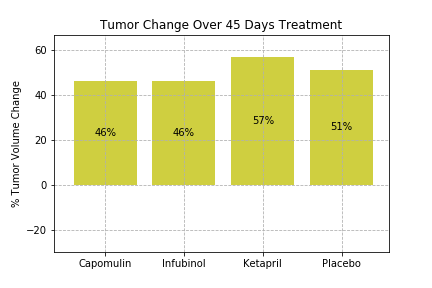 Tumor Change Over 45 Days Treatment
% Tumor Volume Change
60
40
20
0
−20
46%
46%
57%
51%
Capomulin
Infubinol
Ketapril
Placebo